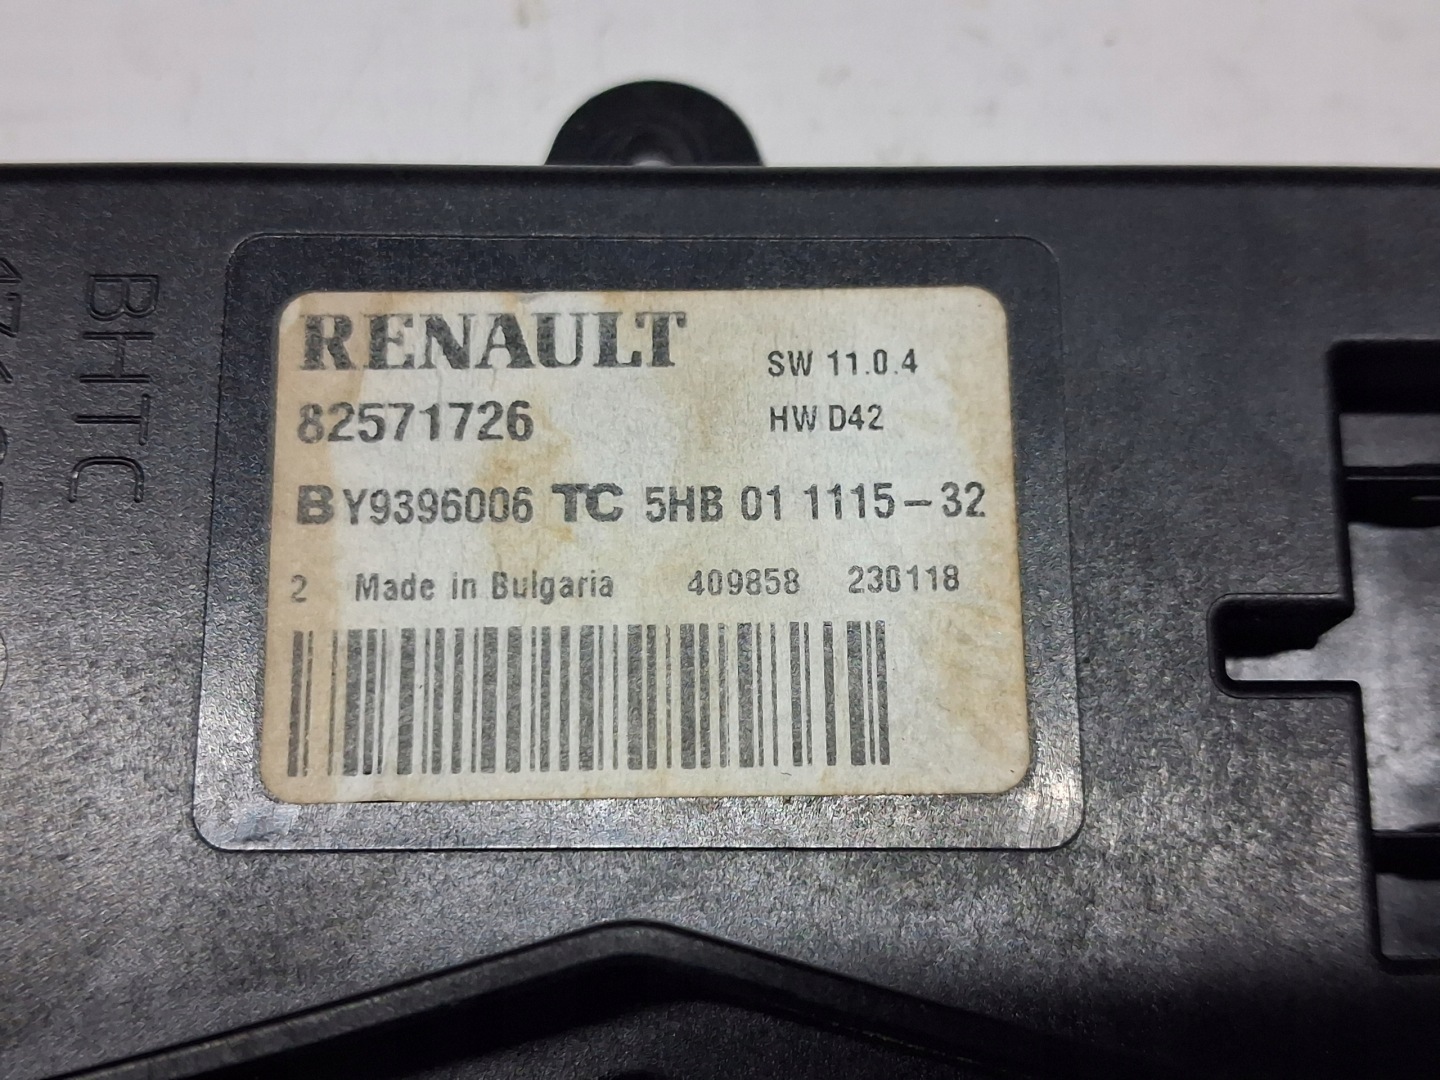 RENAULT
SW 11.0.4
82571726
HW D42
BY9396006 TC 5HB 01 1115-32
2 Made in Bulgaria 409858 230118
BHTC